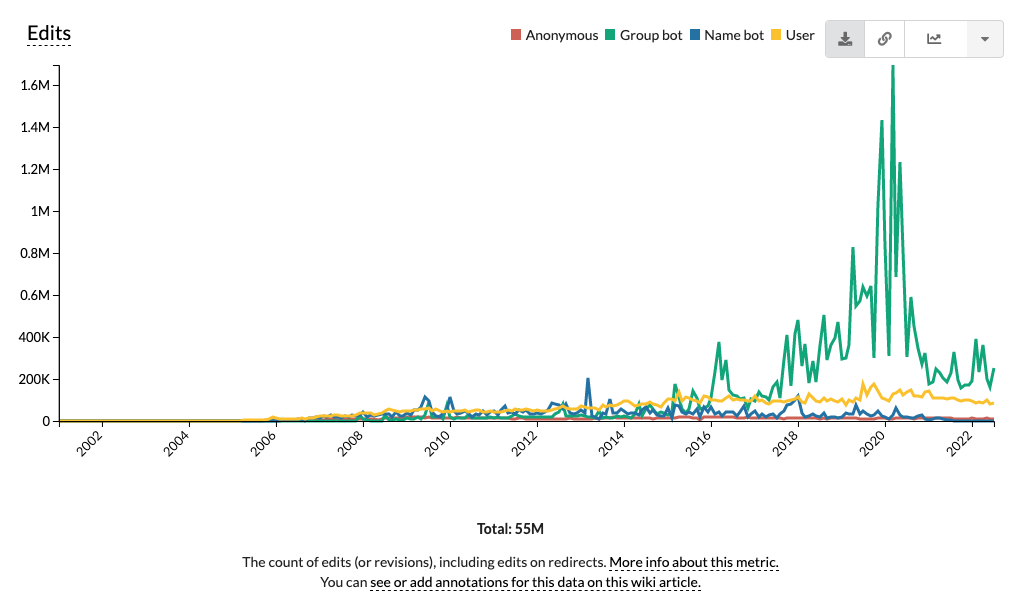 Edits
Anonymous Group bot Name bot User
1.6M
1.4M
1.2M
1M
0.8M
0.6M
400K
200K
0
2002 2004 2006 2008 2010 2012 2014 2016 2018 2020 2022
Total: 55M
The count of edits (or revisions), including edits on redirects. More info about this metric.
You can see or add annotations for this data on this wiki article.